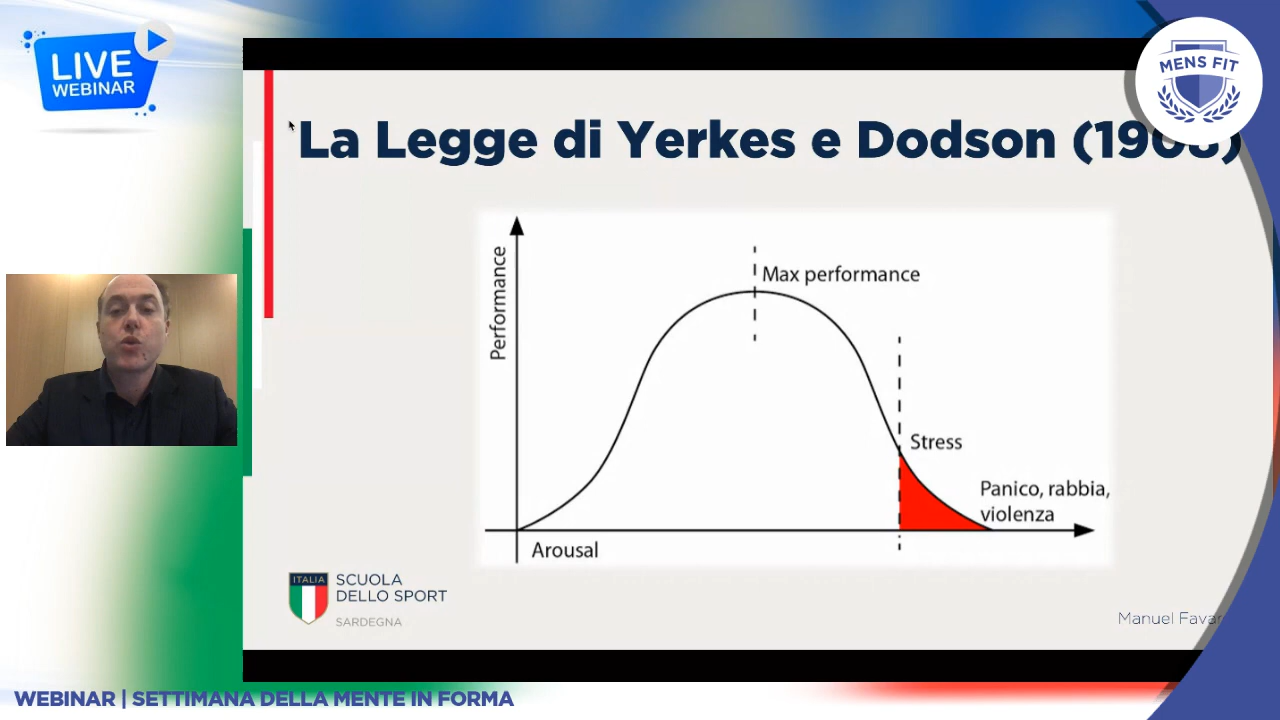 LIVE
WEBINAR
MENS FIT
La Legge di Yerkes e Dodson (1908)
Performance
Max performance
Stress
Panico, rabbia,
violenza
Arousal
ITALIA
SCUOLA
DELLO SPORT
SARDEGNA
Manuel
WEBINAR | SETTIMANA DELLA MENTE IN FORMA